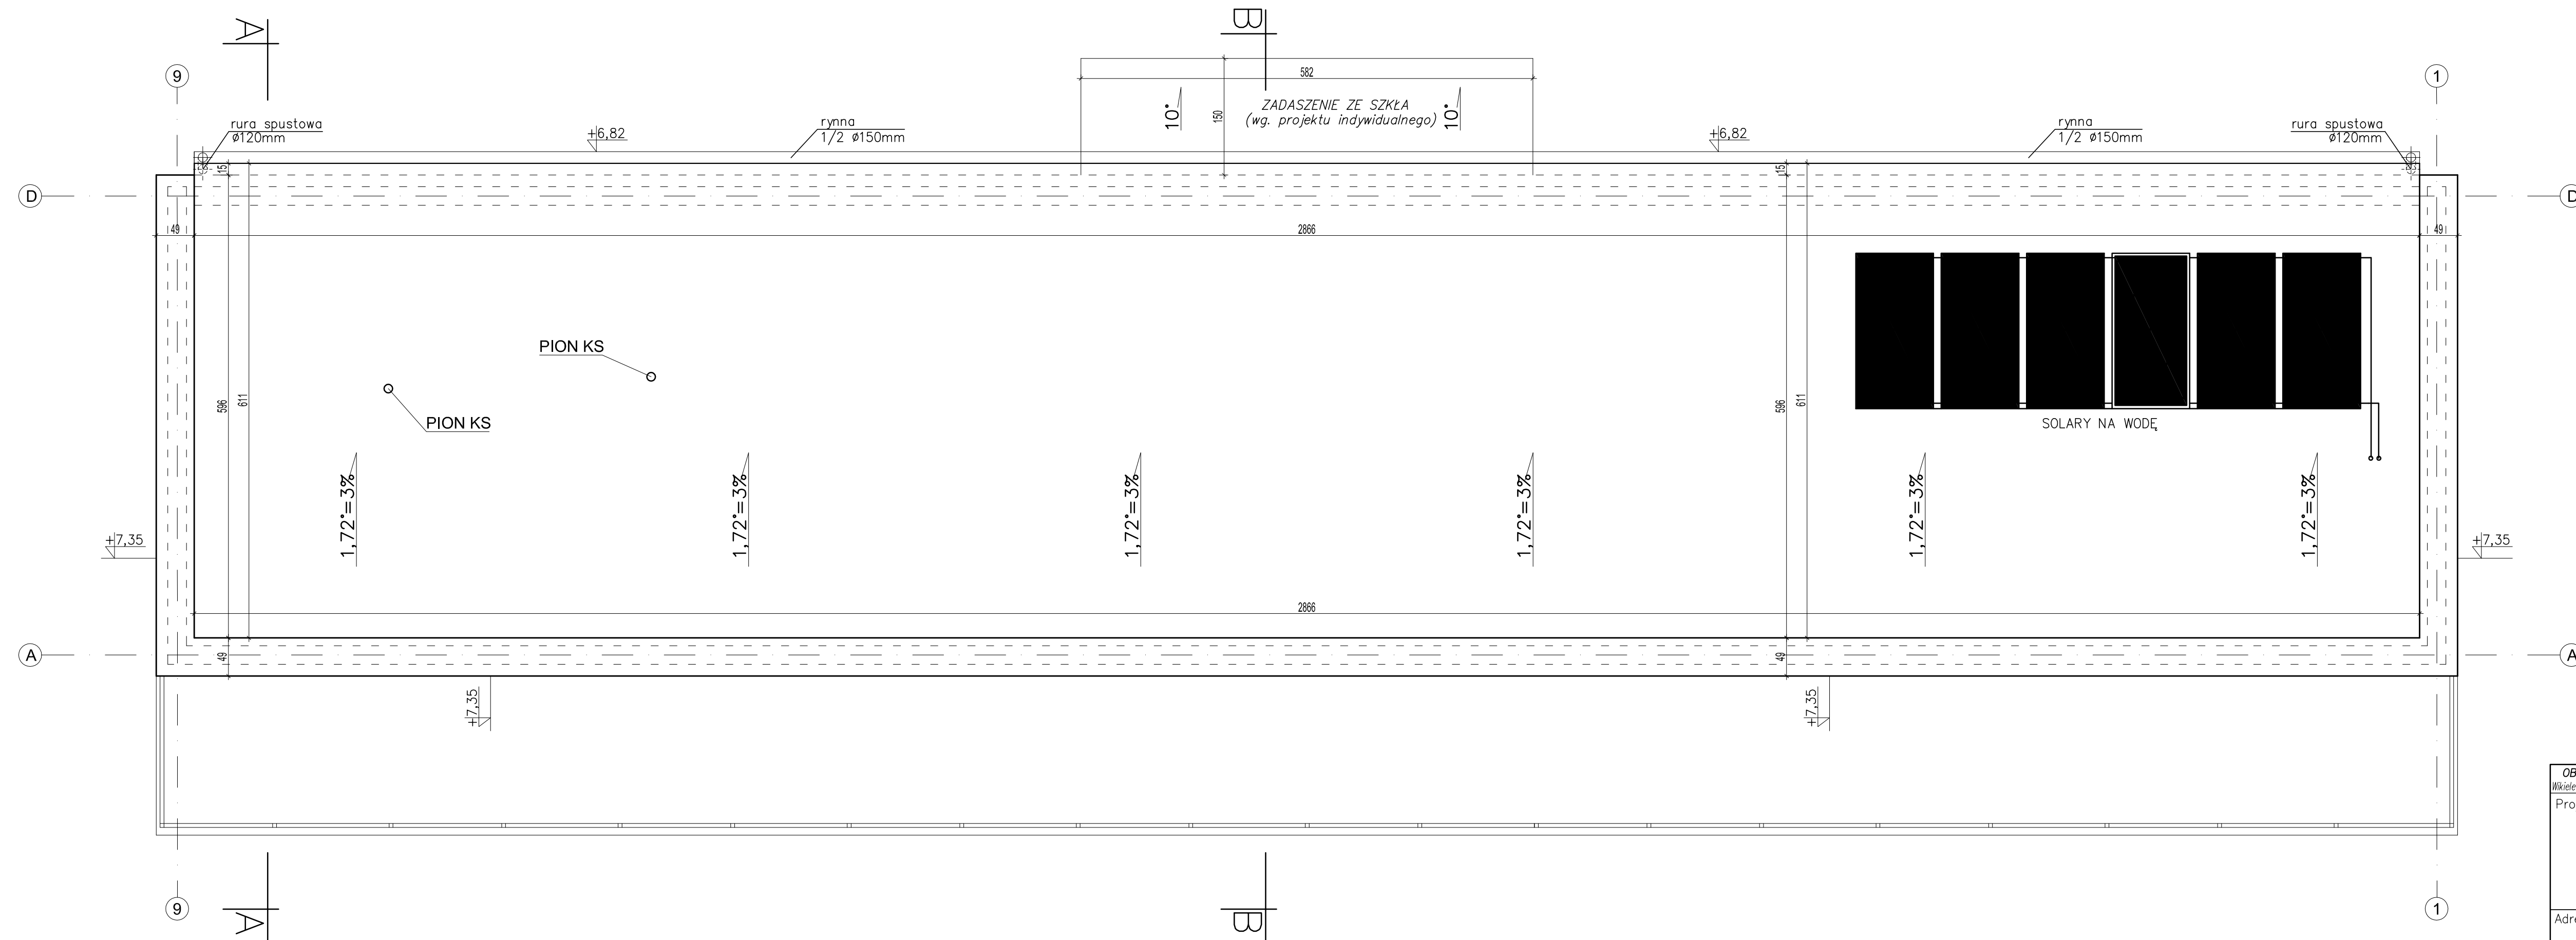 A
B
9
1
582
ZADASZENIE ZE SZKŁA
(wg. projektu indywidualnego)
10°
10°
150
rura spustowa
ø120mm
+6,82
rynna
1/2 ø150mm
+6,82
rynna
1/2 ø150mm
rura spustowa
ø120mm
15
15
D
D
49
2866
49
PION KS
PION KS
596
611
596
611
SOLARY NA WODĘ
1,72°=3%
1,72°=3%
1,72°=3%
1,72°=3%
1,72°=3%
1,72°=3%
+7,35
+7,35
2866
A
49
49
A
+7,35
+7,35
9
1
A
B